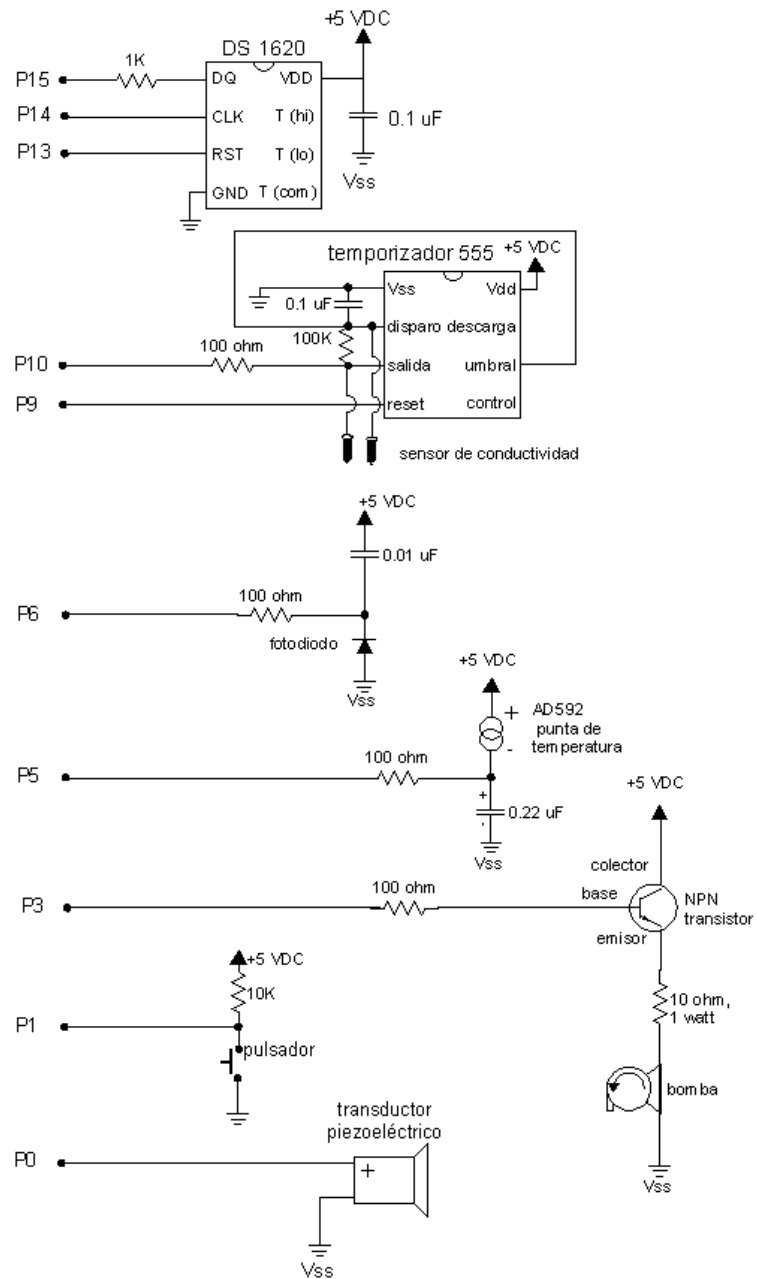 +5 VDC
DS 1620
1K
P15
DQ
VDD
P14
CLK
T (hi)
0.1 uF
P13
RST
T (lo)
Vss
GND
T (com)
temporizador 555
+5 VDC
Vss
Vdd
0.1 uF
disparo
descarga
100K
100 ohm
P10
salida
umbral
P9
reset
control
sensor de conductividad
+5 VDC
0.01 uF
100 ohm
P6
fotodiodo
Vss
+5 VDC
+
AD592
punta de
temperatura
-
100 ohm
P5
+
0.22 uF
-
Vss
+5 VDC
colector
100 ohm
base
NPN
transistor
P3
emisor
+5 VDC
10K
10 ohm,
1 watt
P1
pulsador
bomba
transductor
piezoeléctrico
P0
+
Vss
Vss